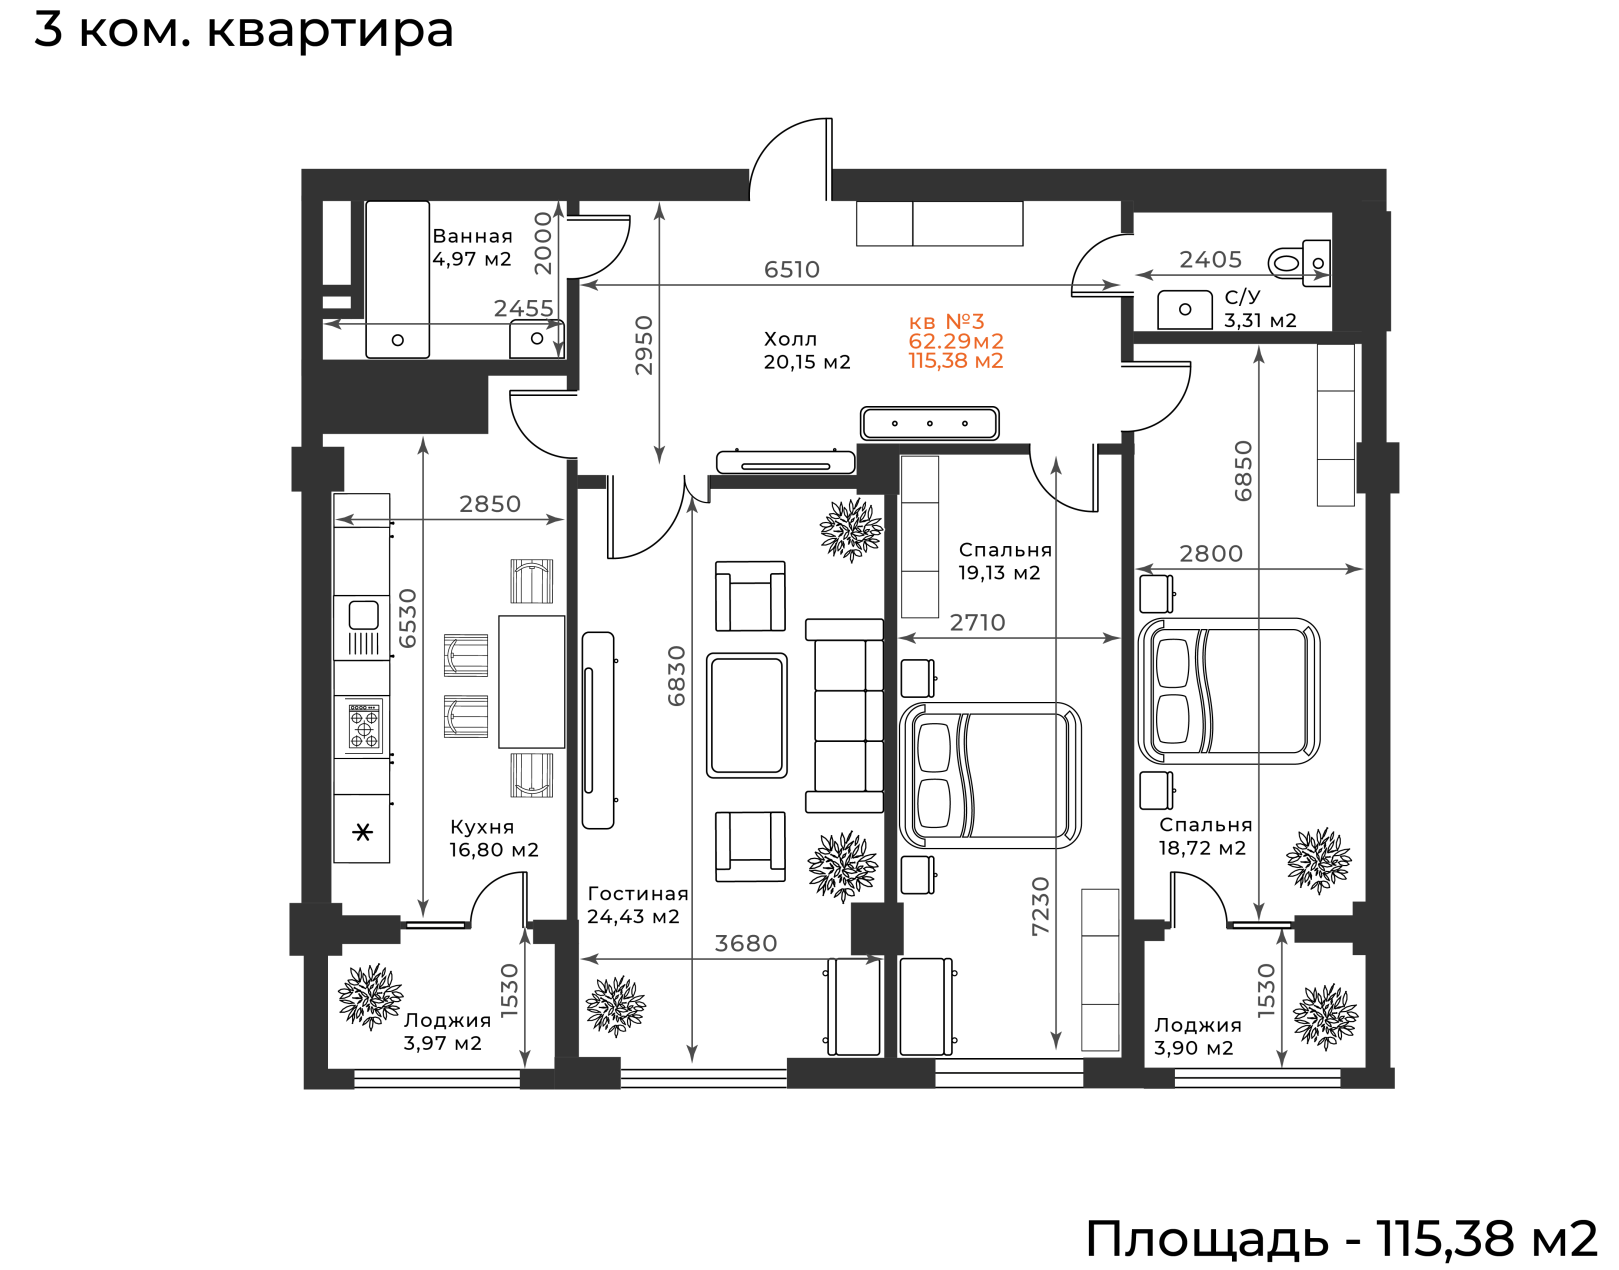 3 ком. квартира
Ванная
4,97 м2
2000
2455
6510
2950
Холл
20,15 м2
кв №3
62.29м2
115,38 м2
2405
С/У
3,31 м2
2850
6530
Кухня
16,80 м2
6830
Гостиная
24,43 м2
3680
Спальня
19,13 м2
2710
7230
6850
2800
Спальня
18,72 м2
1530
Лоджия
3,97 м2
1530
Лоджия
3,90 м2
Площадь - 115,38 м2